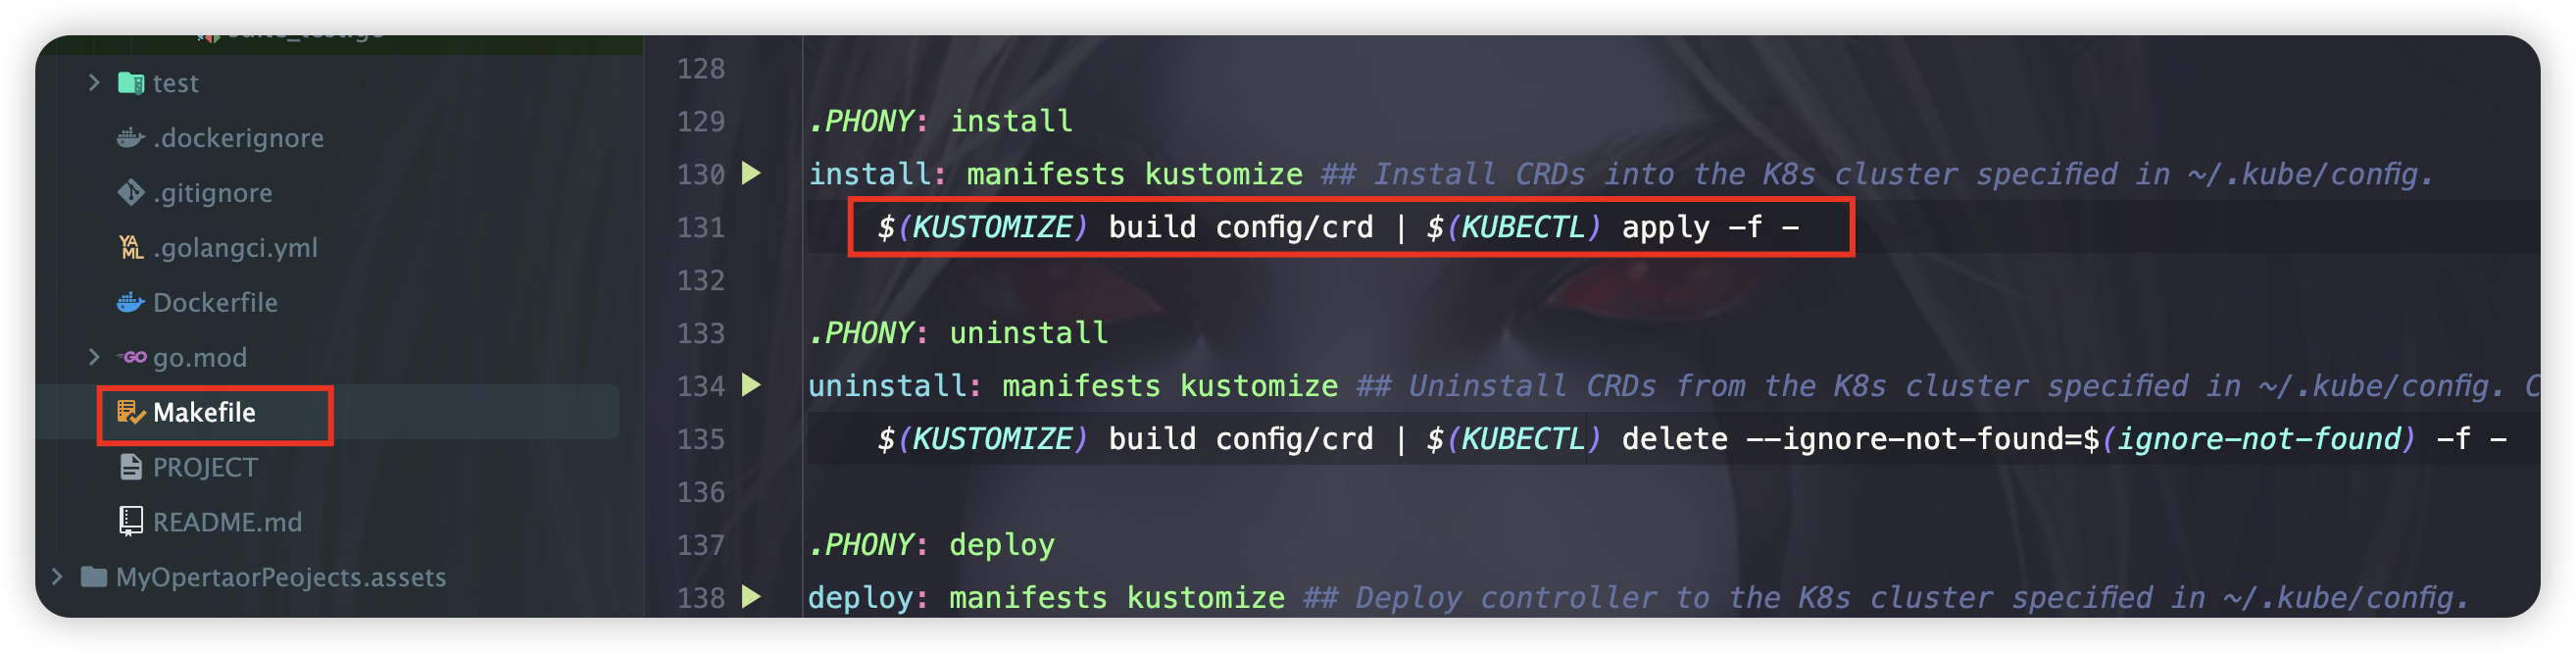 test
.dockerignore
.gitignore
YA
ML
.golangci.yml
Dockerfile
GO
go.mod
Makefile
PROJECT
README.md
MyOpertaorPeojects.assets
128
129 .PHONY: install
130 install: manifests kustomize ## Install CRDs into the K8s cluster specified in ~/.kube/config.
131 $(KUSTOMIZE) build config/crd | $(KUBECTL) apply -f -
132
133 .PHONY: uninstall
134 uninstall: manifests kustomize ## Uninstall CRDs from the K8s cluster specified in ~/.kube/config. C
135 $(KUSTOMIZE) build config/crd | $(KUBECTL) delete --ignore-not-found=$(ignore-not-found) -f -
136
137 .PHONY: deploy
138 deploy: manifests kustomize ## Deploy controller to the K8s cluster specified in ~/.kube/config.